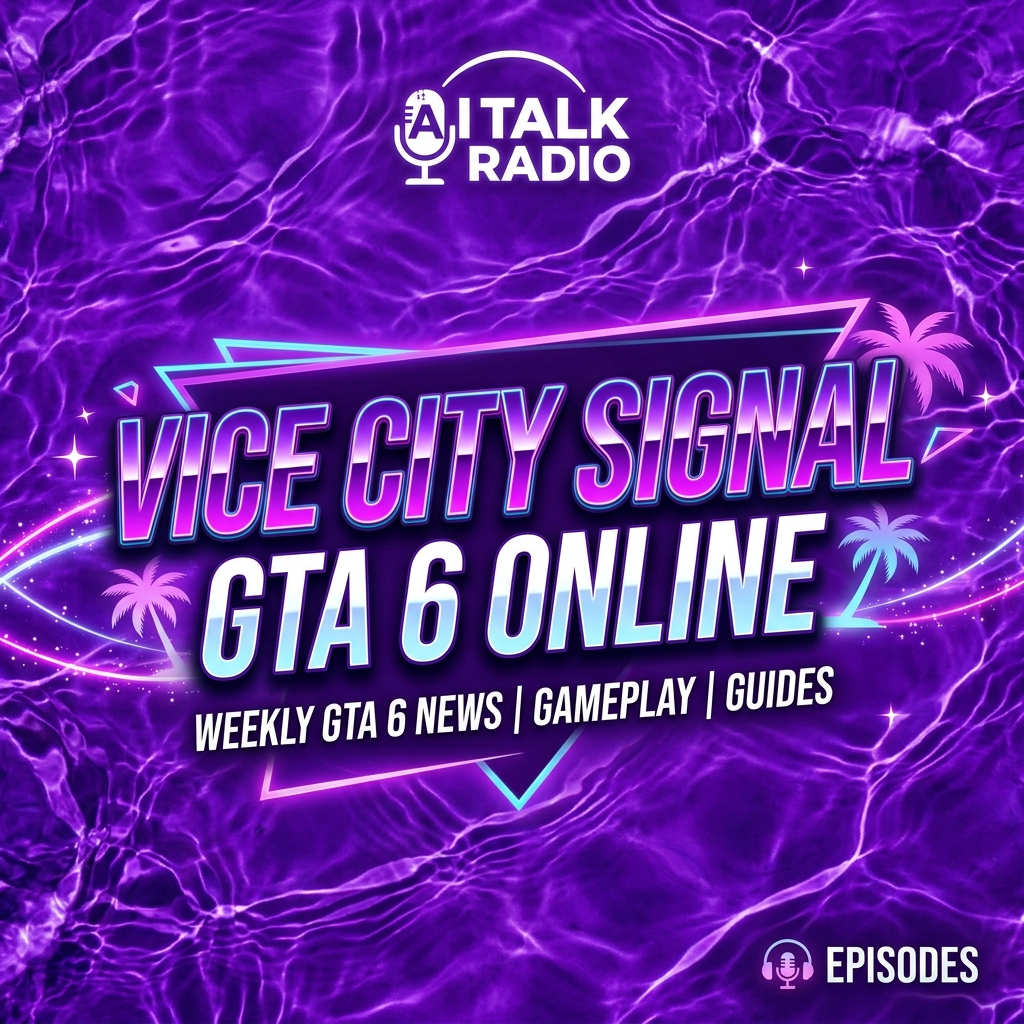 AI TALK
RADIO
VICE CITY SIGNAL
GTA 6 ONLINE
WEEKLY GTA 6 NEWS | GAMEPLAY | GUIDES
EPISODES